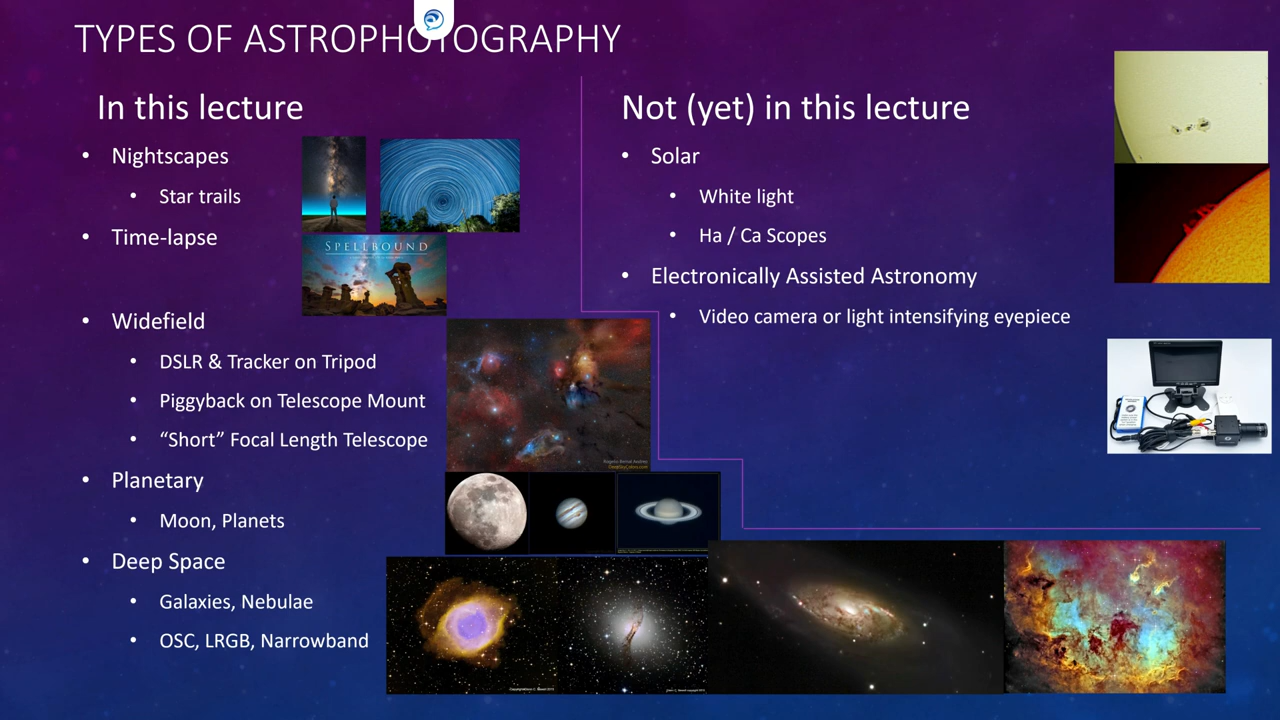 TYPES OF ASTROPHOTOGRAPHY
In this lecture
• Nightscapes
• Star trails
• Time-lapse
SPELLBOUND
• Widefield
• DSLR & Tracker on Tripod
• Piggyback on Telescope Mount
• “Short” Focal Length Telescope
• Planetary
• Moon, Planets
• Deep Space
• Galaxies, Nebulae
• OSC, LRGB, Narrowband
Not (yet) in this lecture
• Solar
• White light
• Ha / Ca Scopes
• Electronically Assisted Astronomy
• Video camera or light intensifying eyepiece